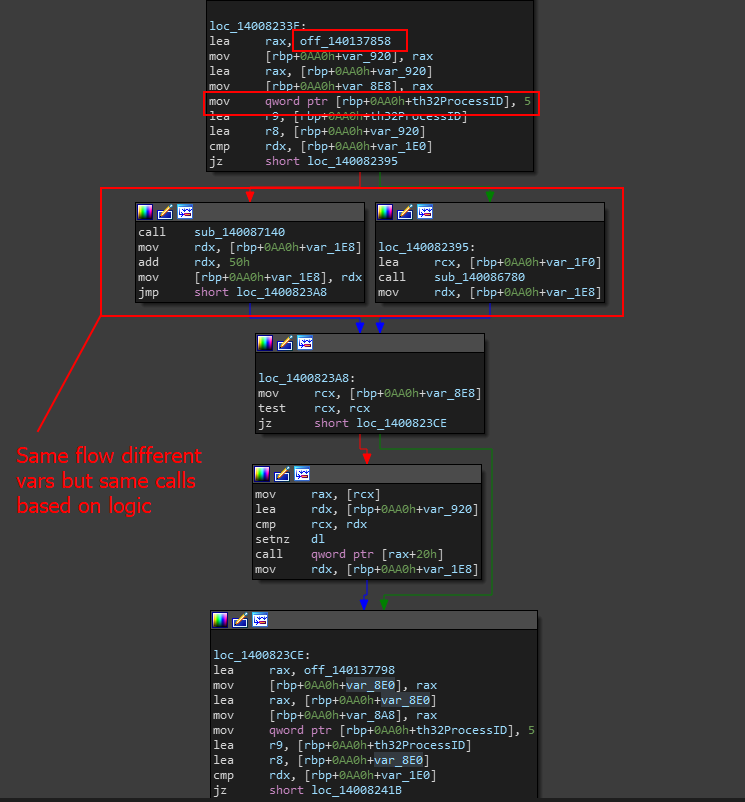 loc_14008233F:
lea rax, off_140137858
mov [rbp+0AA0h+var_920], rax
lea rax, [rbp+0AA0h+var_920]
mov [rbp+0AA0h+var_8E8], rax
mov qword ptr [rbp+0AA0h+th32ProcessID], 5
lea r9, [rbp+0AA0h+th32ProcessID]
lea r8, [rbp+0AA0h+var_920]
cmp rdx, [rbp+0AA0h+var_1E0]
jz short loc_140082395
call sub_140087140
mov rdx, [rbp+0AA0h+var_1E8]
add rdx, 50h
mov [rbp+0AA0h+var_1E8], rdx
jmp short loc_1400823A8
loc_140082395:
lea rcx, [rbp+0AA0h+var_1F0]
call sub_140086780
mov rdx, [rbp+0AA0h+var_1E8]
loc_1400823A8:
mov rcx, [rbp+0AA0h+var_8E8]
test rcx, rcx
jz short loc_1400823CE
Same flow different
vars but same calls
based on logic
mov rax, [rcx]
lea rdx, [rbp+0AA0h+var_920]
cmp rcx, rdx
setnz dl
call qword ptr [rax+20h]
mov rdx, [rbp+0AA0h+var_1E8]
loc_1400823CE:
lea rax, off_140137798
mov [rbp+0AA0h+var_8E0], rax
lea rax, [rbp+0AA0h+var_8E0]
mov [rbp+0AA0h+var_8A8], rax
mov qword ptr [rbp+0AA0h+th32ProcessID], 5
lea r9, [rbp+0AA0h+th32ProcessID]
lea r8, [rbp+0AA0h+var_8E0]
cmp rdx, [rbp+0AA0h+var_1E0]
jz short loc_14008241B